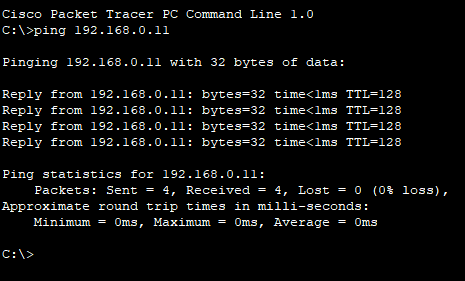 Cisco Packet Tracer PC Command Line 1.0
C:\>ping 192.168.0.11
Pinging 192.168.0.11 with 32 bytes of data:
Reply from 192.168.0.11: bytes=32 time<1ms TTL=128
Reply from 192.168.0.11: bytes=32 time<1ms TTL=128
Reply from 192.168.0.11: bytes=32 time<1ms TTL=128
Reply from 192.168.0.11: bytes=32 time<1ms TTL=128
Ping statistics for 192.168.0.11:
    Packets: Sent = 4, Received = 4, Lost = 0 (0% loss),
Approximate round trip times in milli-seconds:
    Minimum = 0ms, Maximum = 0ms, Average = 0ms
C:\>